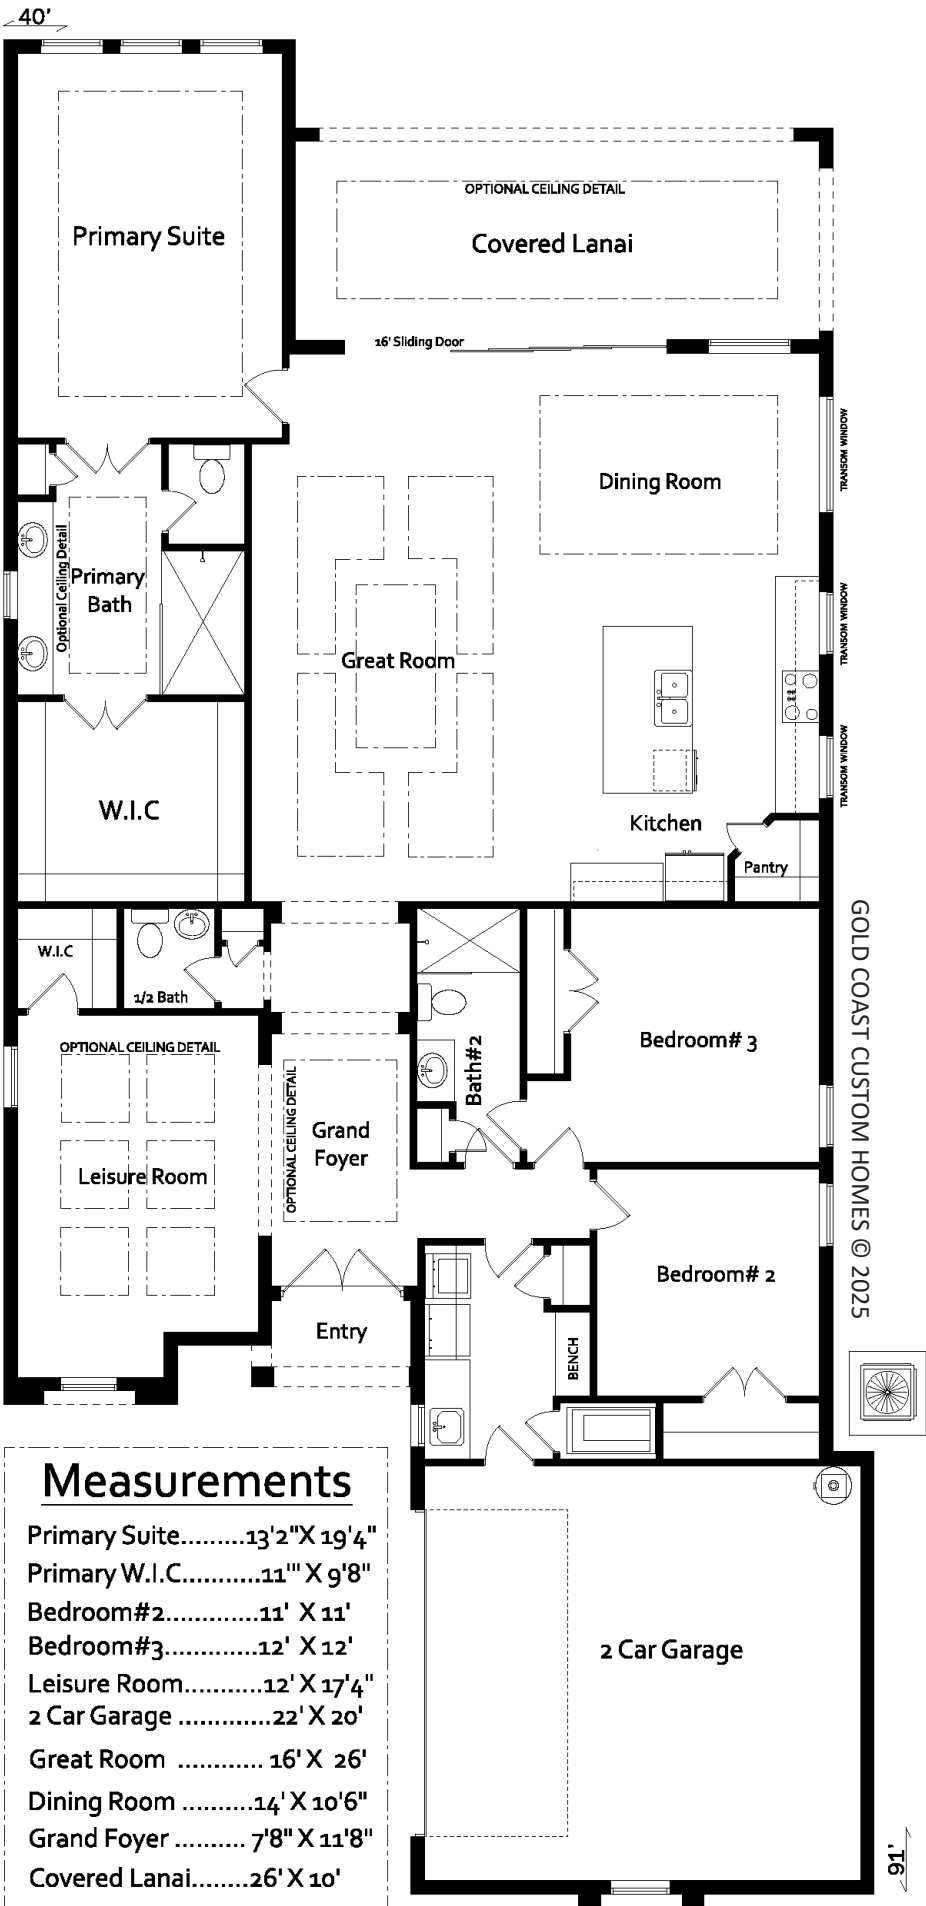 40'
OPTIONAL CEILING DETAIL
Primary Suite
Covered Lanai
16' Sliding Door
TRANSOM WINDOW
Dining Room
Optional Ceiling Detail
Primary
Bath
TRANSOM WINDOW
Great Room
TRANSOM WINDOW
W.I.C
Kitchen
Pantry
W.I.C
1/2 Bath
GOLD COAST CUSTOM HOMES © 2025
OPTIONAL CEILING DETAIL
Bath#2
Bedroom# 3
OPTIONAL CEILING DETAIL
Grand
Foyer
Leisure Room
Bedroom# 2
Entry
BENCH
Measurements
Primary Suite.........13'2"X 19'4"
Primary W.I.C...........11'" X 9'8"
Bedroom#2.............11' X 11'
Bedroom#3.............12' X 12'
Leisure Room...........12' X 17'4"
2 Car Garage .............22' X 20'
Great Room ............ 16' X 26'
Dining Room ..........14' X 10'6"
Grand Foyer .......... 7'8" X 11'8"
Covered Lanai........26' X 10'
2 Car Garage
91'